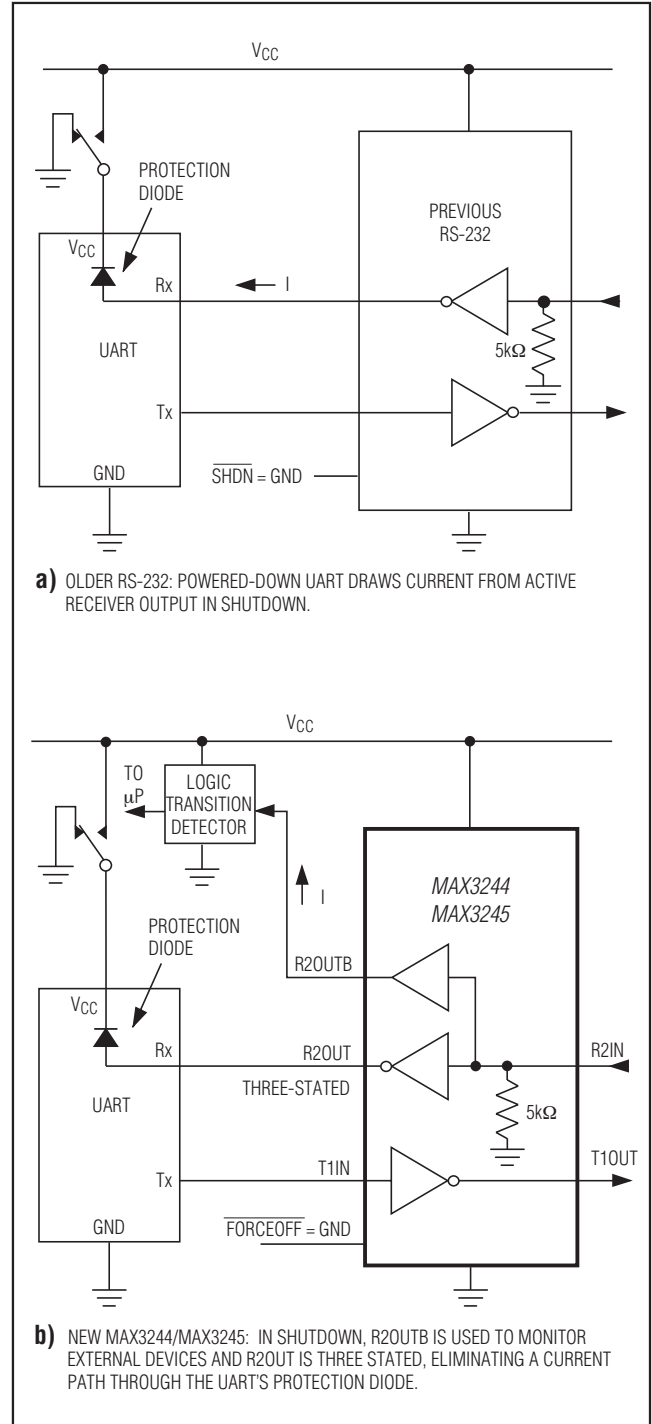 VCC
PROTECTION
DIODE
PREVIOUS
RS-232
VCC
Rx
I
5kΩ
UART
Tx
GND
SHDN = GND
a) OLDER RS-232: POWERED-DOWN UART DRAWS CURRENT FROM ACTIVE
RECEIVER OUTPUT IN SHUTDOWN.
VCC
TO
μP
LOGIC
TRANSITION
DETECTOR
MAX3244
MAX3245
I
PROTECTION
DIODE
R2OUTB
VCC
Rx
R2OUT
R2IN
THREE-STATED
UART
5kΩ
Tx
T1IN
T1OUT
GND
FORCEOFF = GND
b) NEW MAX3244/MAX3245: IN SHUTDOWN, R2OUTB IS USED TO MONITOR
EXTERNAL DEVICES AND R2OUT IS THREE STATED, ELIMINATING A CURRENT
PATH THROUGH THE UART'S PROTECTION DIODE.